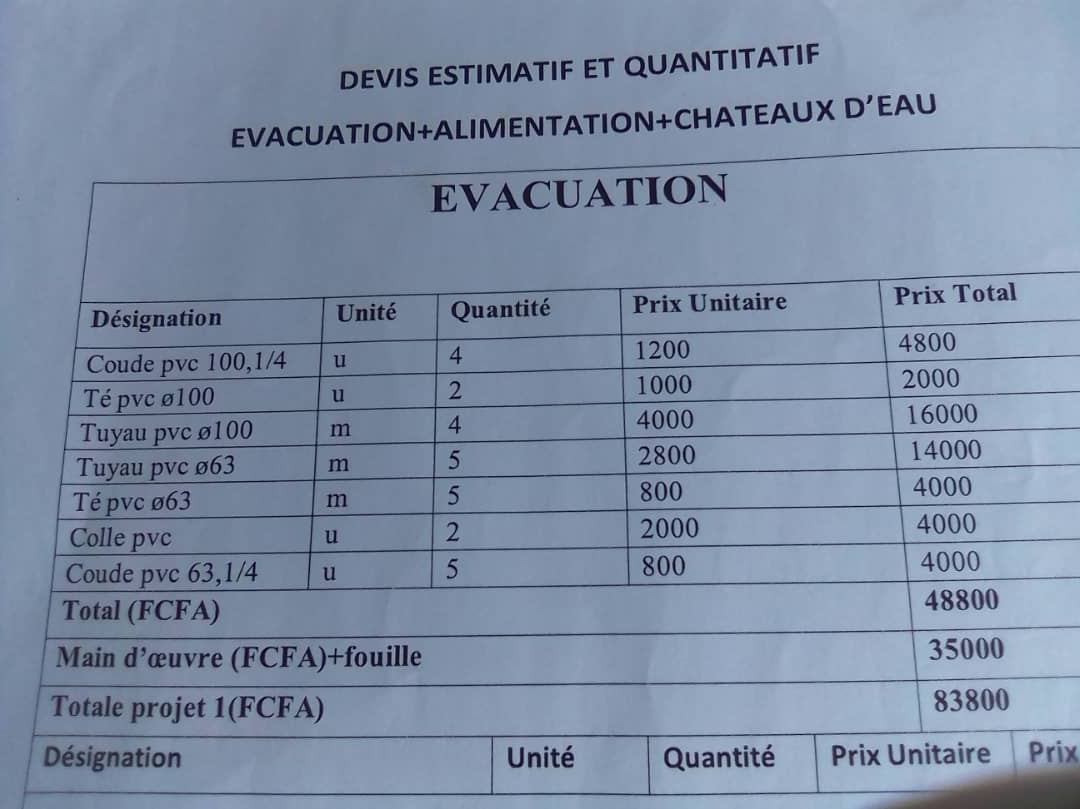 DEVIS ESTIMATIF ET QUANTITATIF
EVACUATION+ALIMENTATION+CHATEAUX D'EAU
EVACUATION
Désignation Unité Quantité Prix Unitaire Prix Total
Coude pvc 100,1/4 u 4 1200 4800
Té pvc ø100 u 2 1000 2000
Tuyau pvc ø100 m 4 4000 16000
Tuyau pvc ø63 m 5 2800 14000
Té pvc ø63 m 5 800 4000
Colle pvc u 2 2000 4000
Coude pvc 63,1/4 u 5 800 4000
Total (FCFA) 48800
Main d'œuvre (FCFA)+fouille 35000
Totale projet 1(FCFA) 83800
Désignation Unité Quantité Prix Unitaire Prix